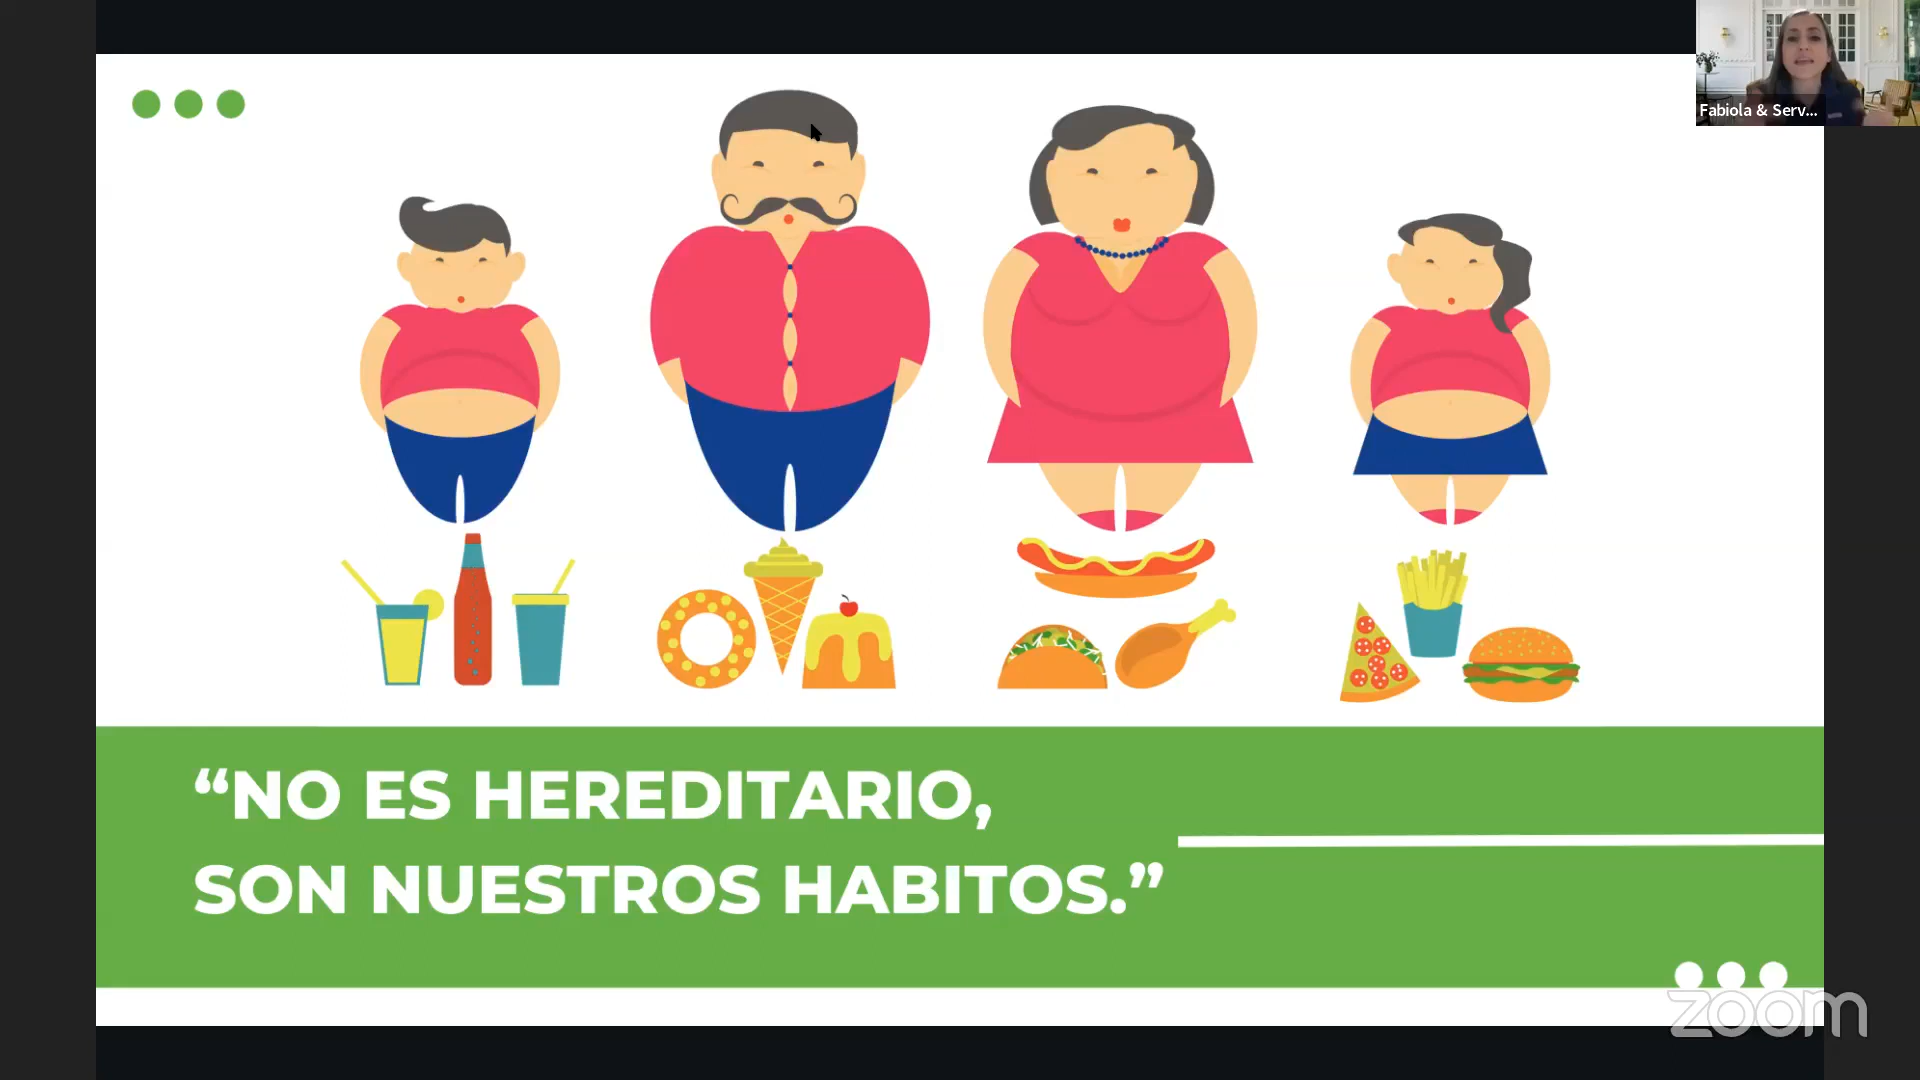 Fabiola & Serv...
“NO ES HEREDITARIO,
SON NUESTROS HABITOS.”
zoom